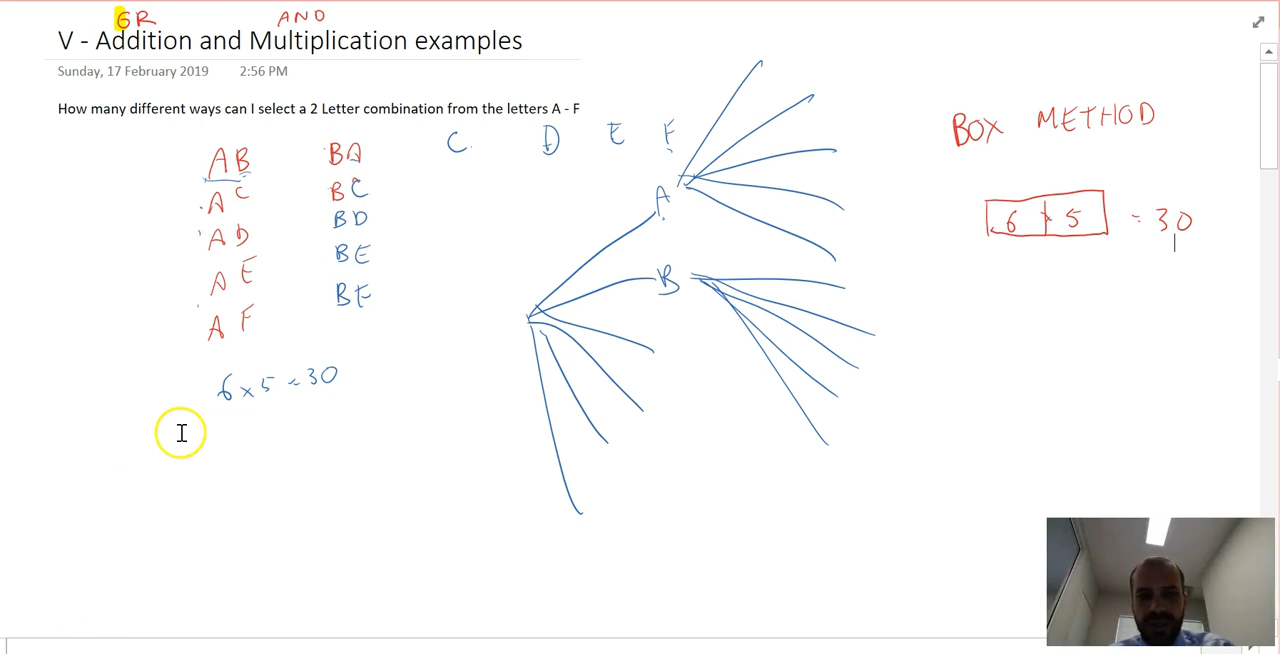 OR AND
V - Addition and Multiplication examples
Sunday, 17 February 2019 2:56 PM
How many different ways can I select a 2 Letter combination from the letters A - F
C. D E F
AB BA
AC BC
AD BD
AE BE
AF BF
6 x 5 = 30
A
B
BOX METHOD
6 x 5 = 30